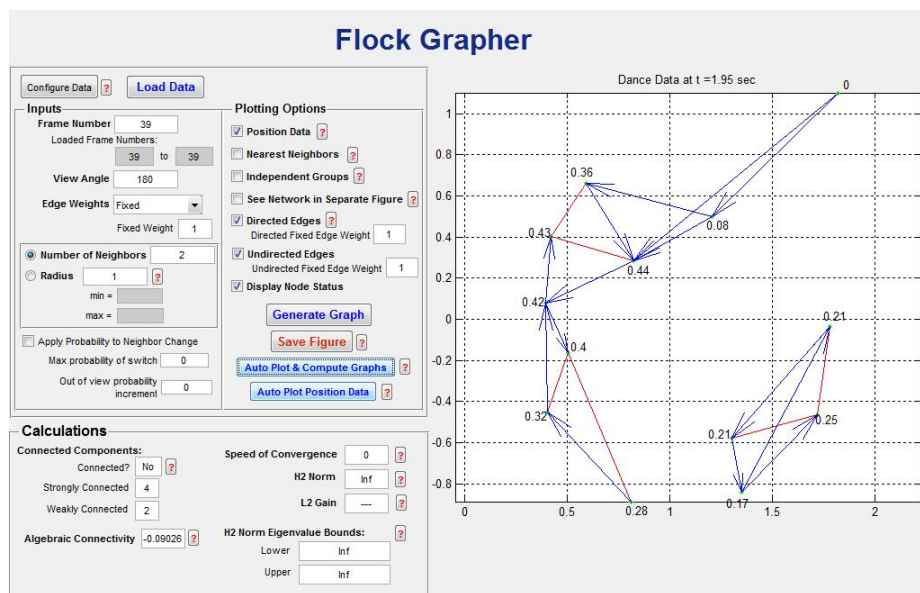 Flock Grapher
Configure Data ? Load Data
Inputs
Frame Number 39
Loaded Frame Numbers:
39 to 39
View Angle 180
Edge Weights Fixed
Fixed Weight 1
Number of Neighbors 2
Radius 1 ?
min =
max =
Apply Probability to Neighbor Change
Max probability of switch 0
Out of view probability
increment 0
Plotting Options
Position Data ?
Nearest Neighbors ?
Independent Groups ?
See Network in Separate Figure ?
Directed Edges ?
Directed Fixed Edge Weight 1
Undirected Edges
Undirected Fixed Edge Weight 1
Display Node Status
Generate Graph
Save Figure ?
Auto Plot & Compute Graphs ?
Auto Plot Position Data ?
Calculations
Connected Components:
Connected? No ?
Strongly Connected 4
Weakly Connected 2
Algebraic Connectivity -0.09026 ?
Speed of Convergence 0 ?
H2 Norm Inf ?
L2 Gain --- ?
H2 Norm Eigenvalue Bounds: ?
Lower Inf
Upper Inf
Dance Data at t =1.95 sec
0
1
0.8
0.6
0.4
0.2
0
-0.2
-0.4
-0.6
-0.8
0.36
0.08
0.43
0.44
0.42
0.4
0.21
0.32
0.25
0.21
0.17
0.28
0 0.5 1 1.5 2